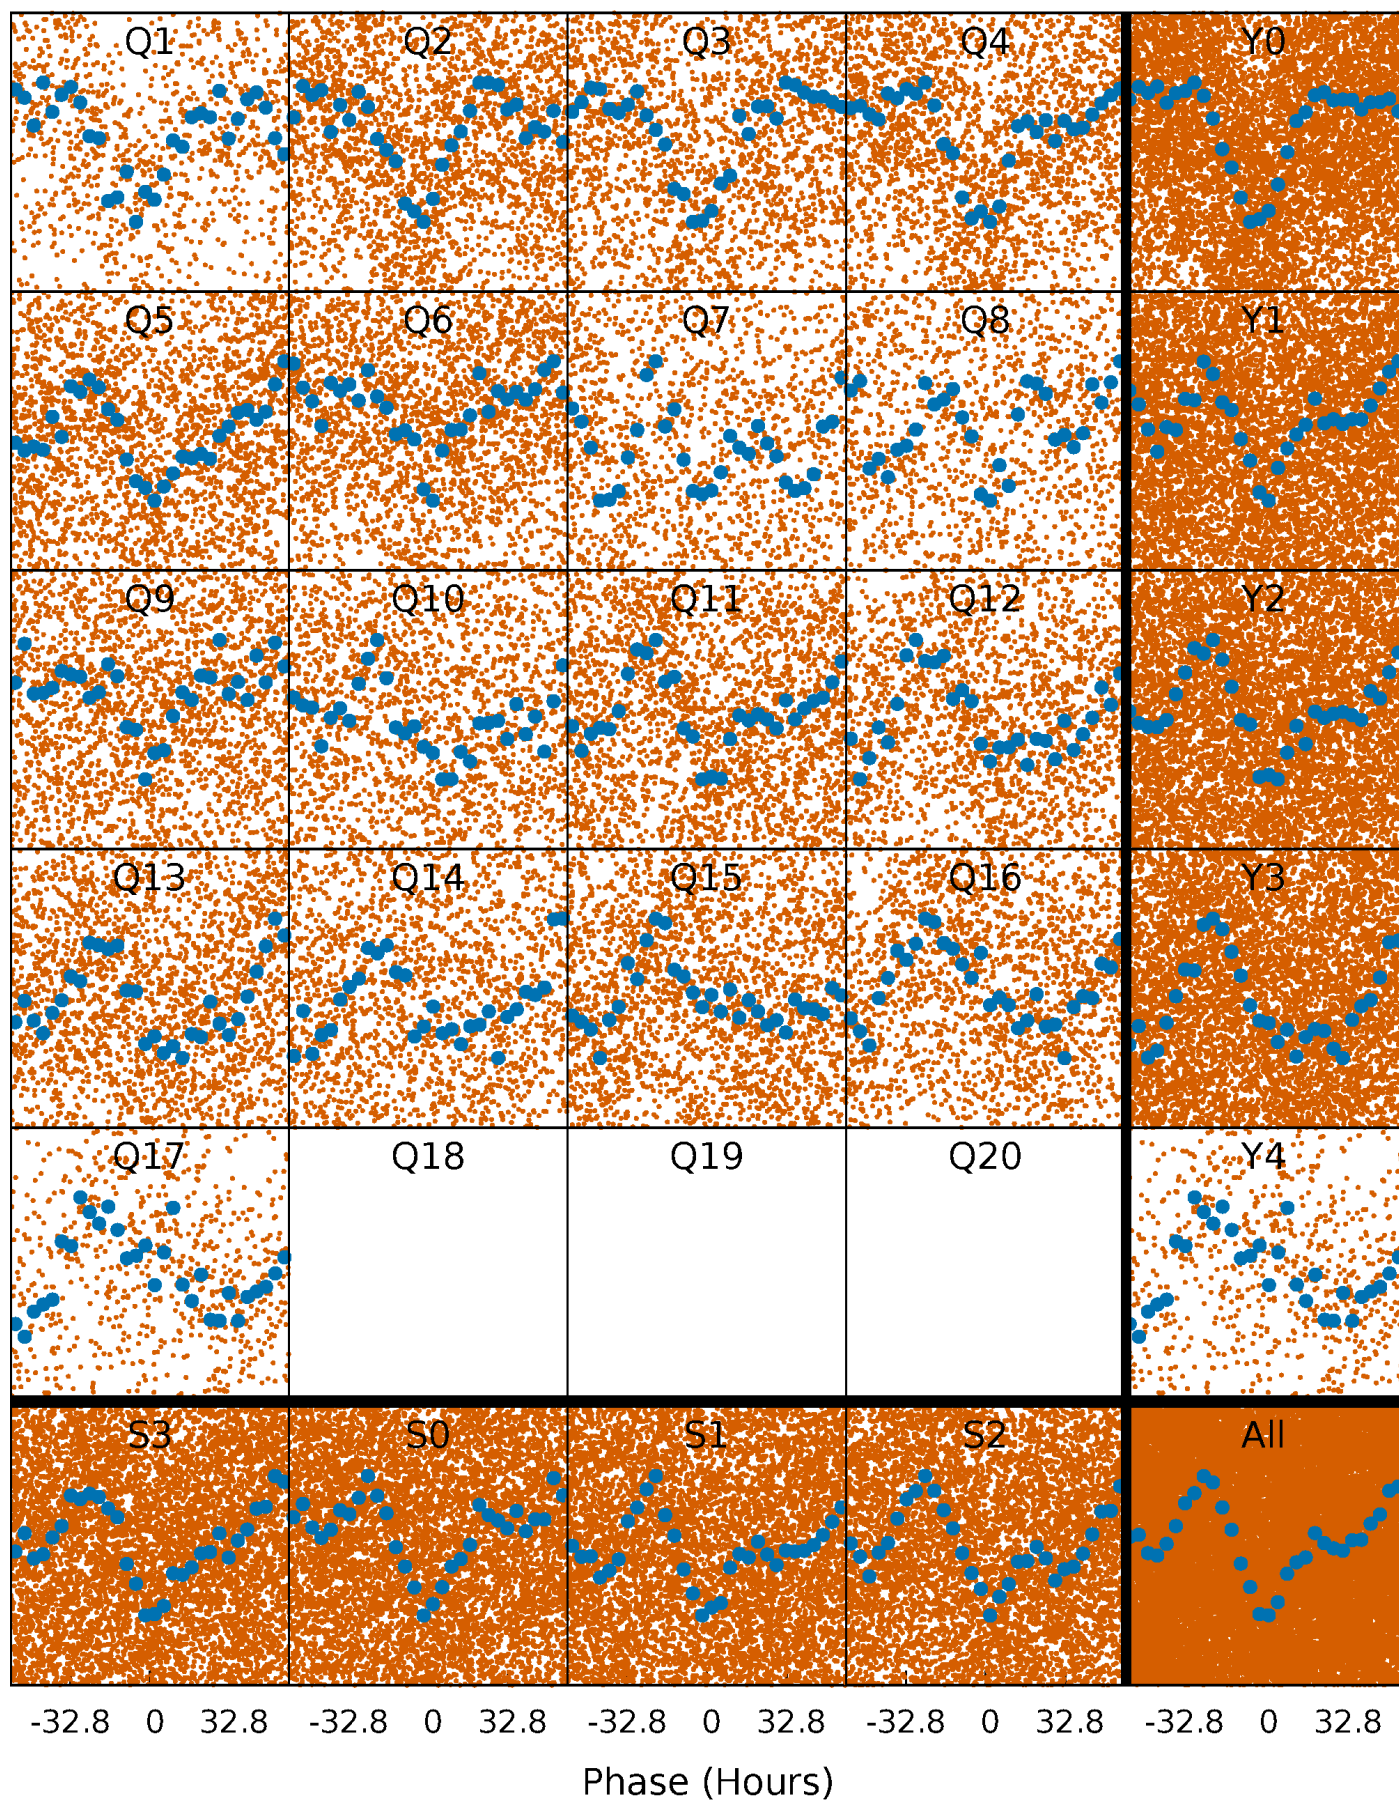 Q1 Q2 Q3 Q4 Y0
Q5 Q6 Q7 Q8 Y1
Q9 Q10 Q11 Q12 Y2
Q13 Q14 Q15 Q16 Y3
Q17 Q18 Q19 Q20 Y4
S3 S0 S1 S2 All
-32.8 0 32.8 -32.8 0 32.8 -32.8 0 32.8 -32.8 0 32.8 -32.8 0 32.8
Phase (Hours)